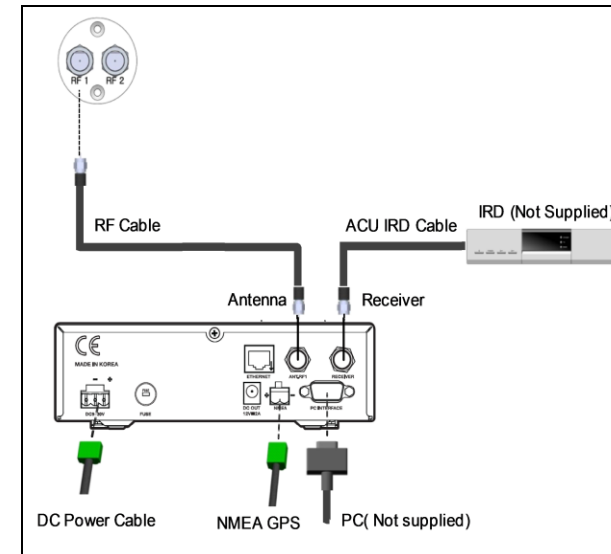 RF 1 RF 2
RF Cable
ACU IRD Cable
IRD (Not Supplied)
Antenna
Receiver
CE
MADE IN KOREA
ETHERNET
RECEIVER
FUSE
DC OUT
NMEA
PC INTERFACE
DC Power Cable
NMEA GPS
PC( Not supplied)